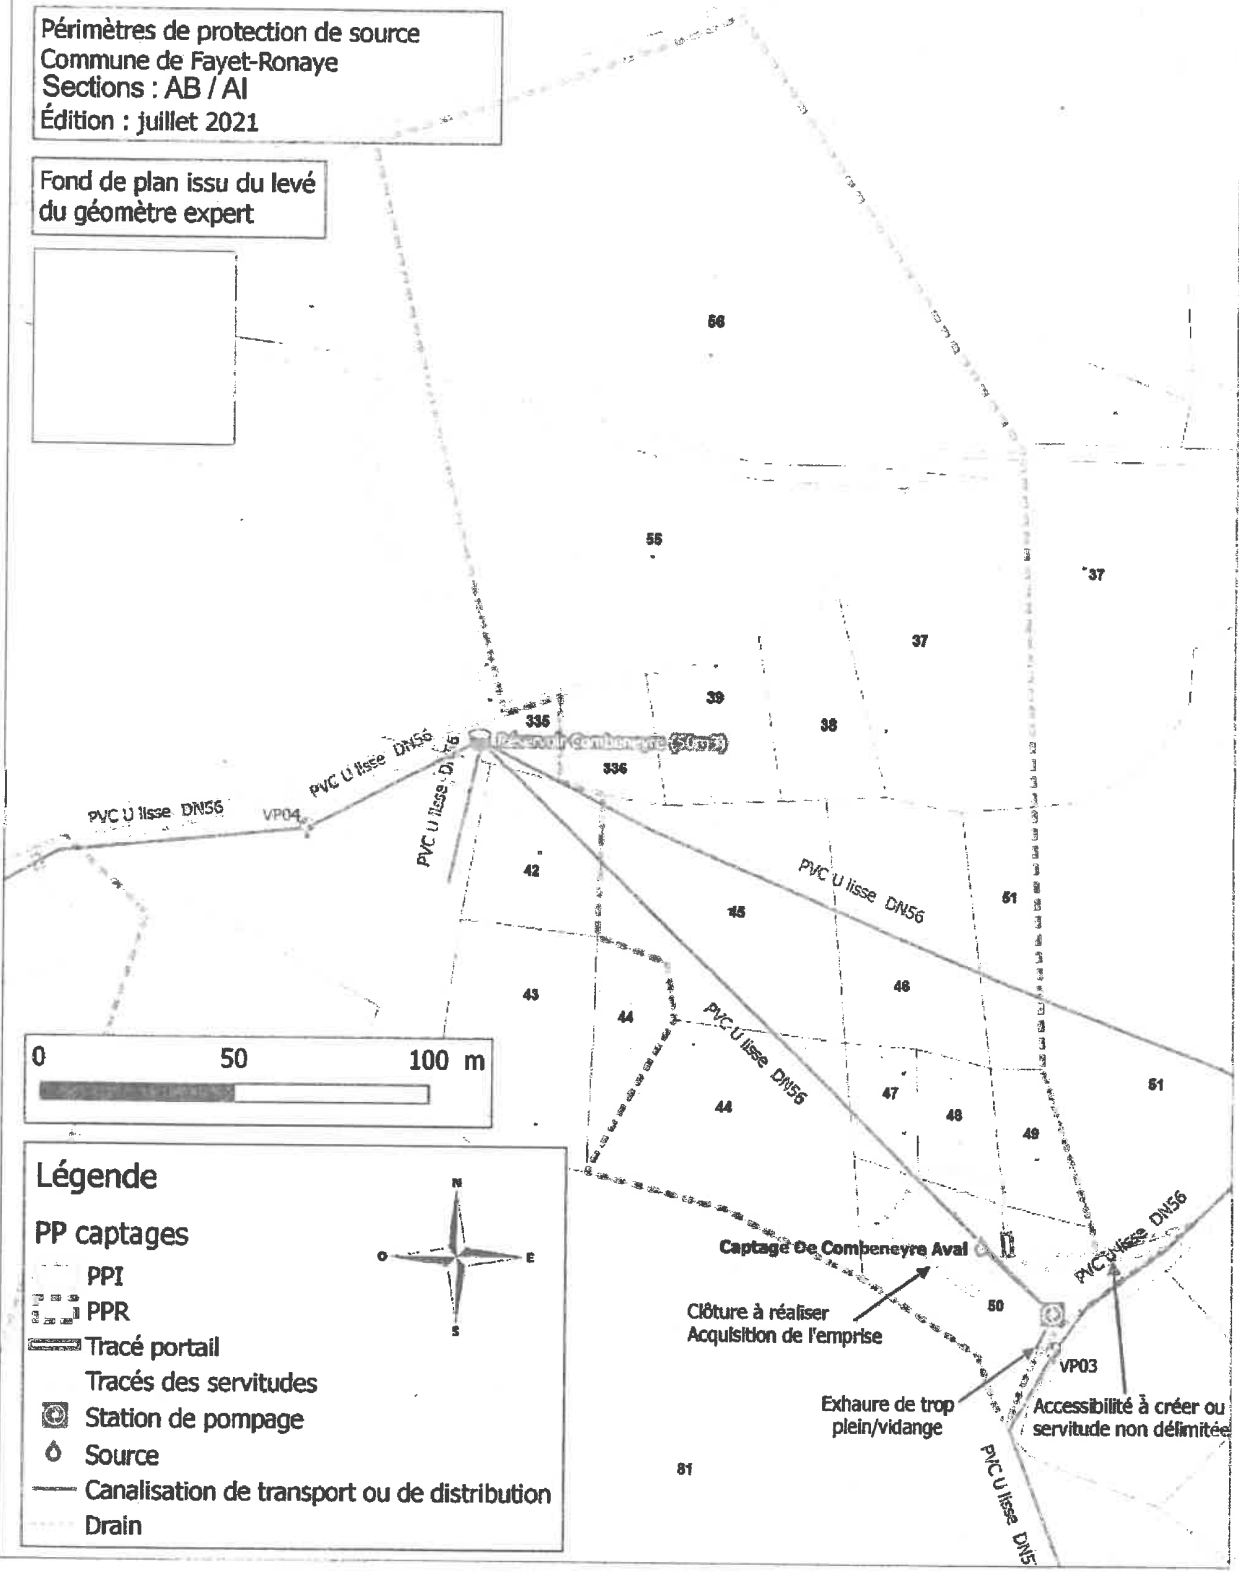 Périmètres de protection de source
Commune de Fayet-Ronaye
Sections : AB / AI
Édition : juillet 2021
Fond de plan issu du levé
du géomètre expert
56
55
37
37
39
38
335
Réservoir Combeneyre (50m3)
336
PVC U lisse DN56
PVC U lisse DN56
VP04
PVC U lisse DN56
42
45
PVC U lisse DN56
51
46
43
44
PVC U lisse DN56
0 50 100 m
44
47
48
49
51
Légende
PP captages
PPI
PPR
Tracé portail
Tracés des servitudes
Station de pompage
Source
Canalisation de transport ou de distribution
Drain
N
O
E
S
Captage De Combeneyre Aval
PVC U lisse DN56
Clôture à réaliser
Acquisition de l'emprise
50
VP03
Exhaure de trop
plein/vidange
Accessibilité à créer ou
servitude non délimitée
81
PVC U lisse DN5